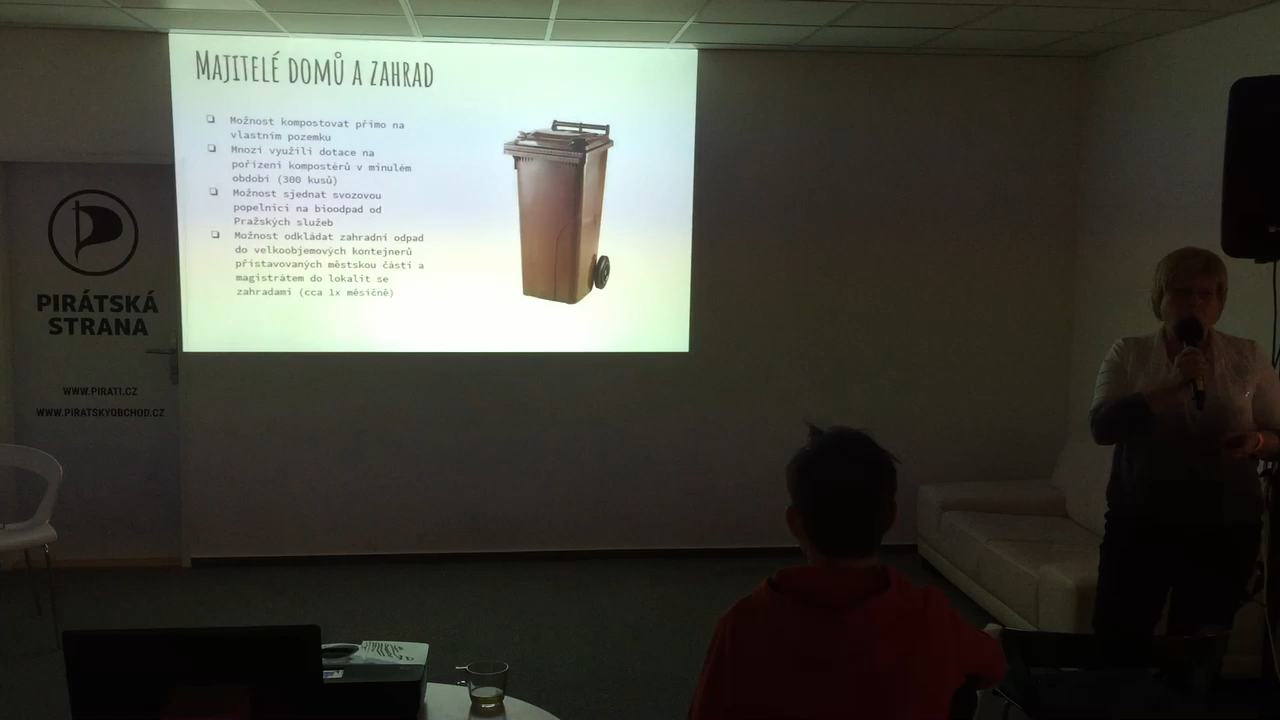 Majitelé domů a zahrad
Možnost kompostovat přímo na
vlastním pozemku
Mnozí využili dotace na
pořízení kompostérů v minulém
období (300 kusů)
Možnost sjednat svozovou
popelnici na bioodpad od
Pražských služeb
Možnost odkládat zahradní odpad
do velkoobjemových kontejnerů
přistavovaných městskou částí a
magistrátem do lokalit se
zahradami (cca 1x měsíčně)
PIRÁTSKÁ
STRANA
WWW.PIRATI.CZ
WWW.PIRATSKYOBCHOD.CZ